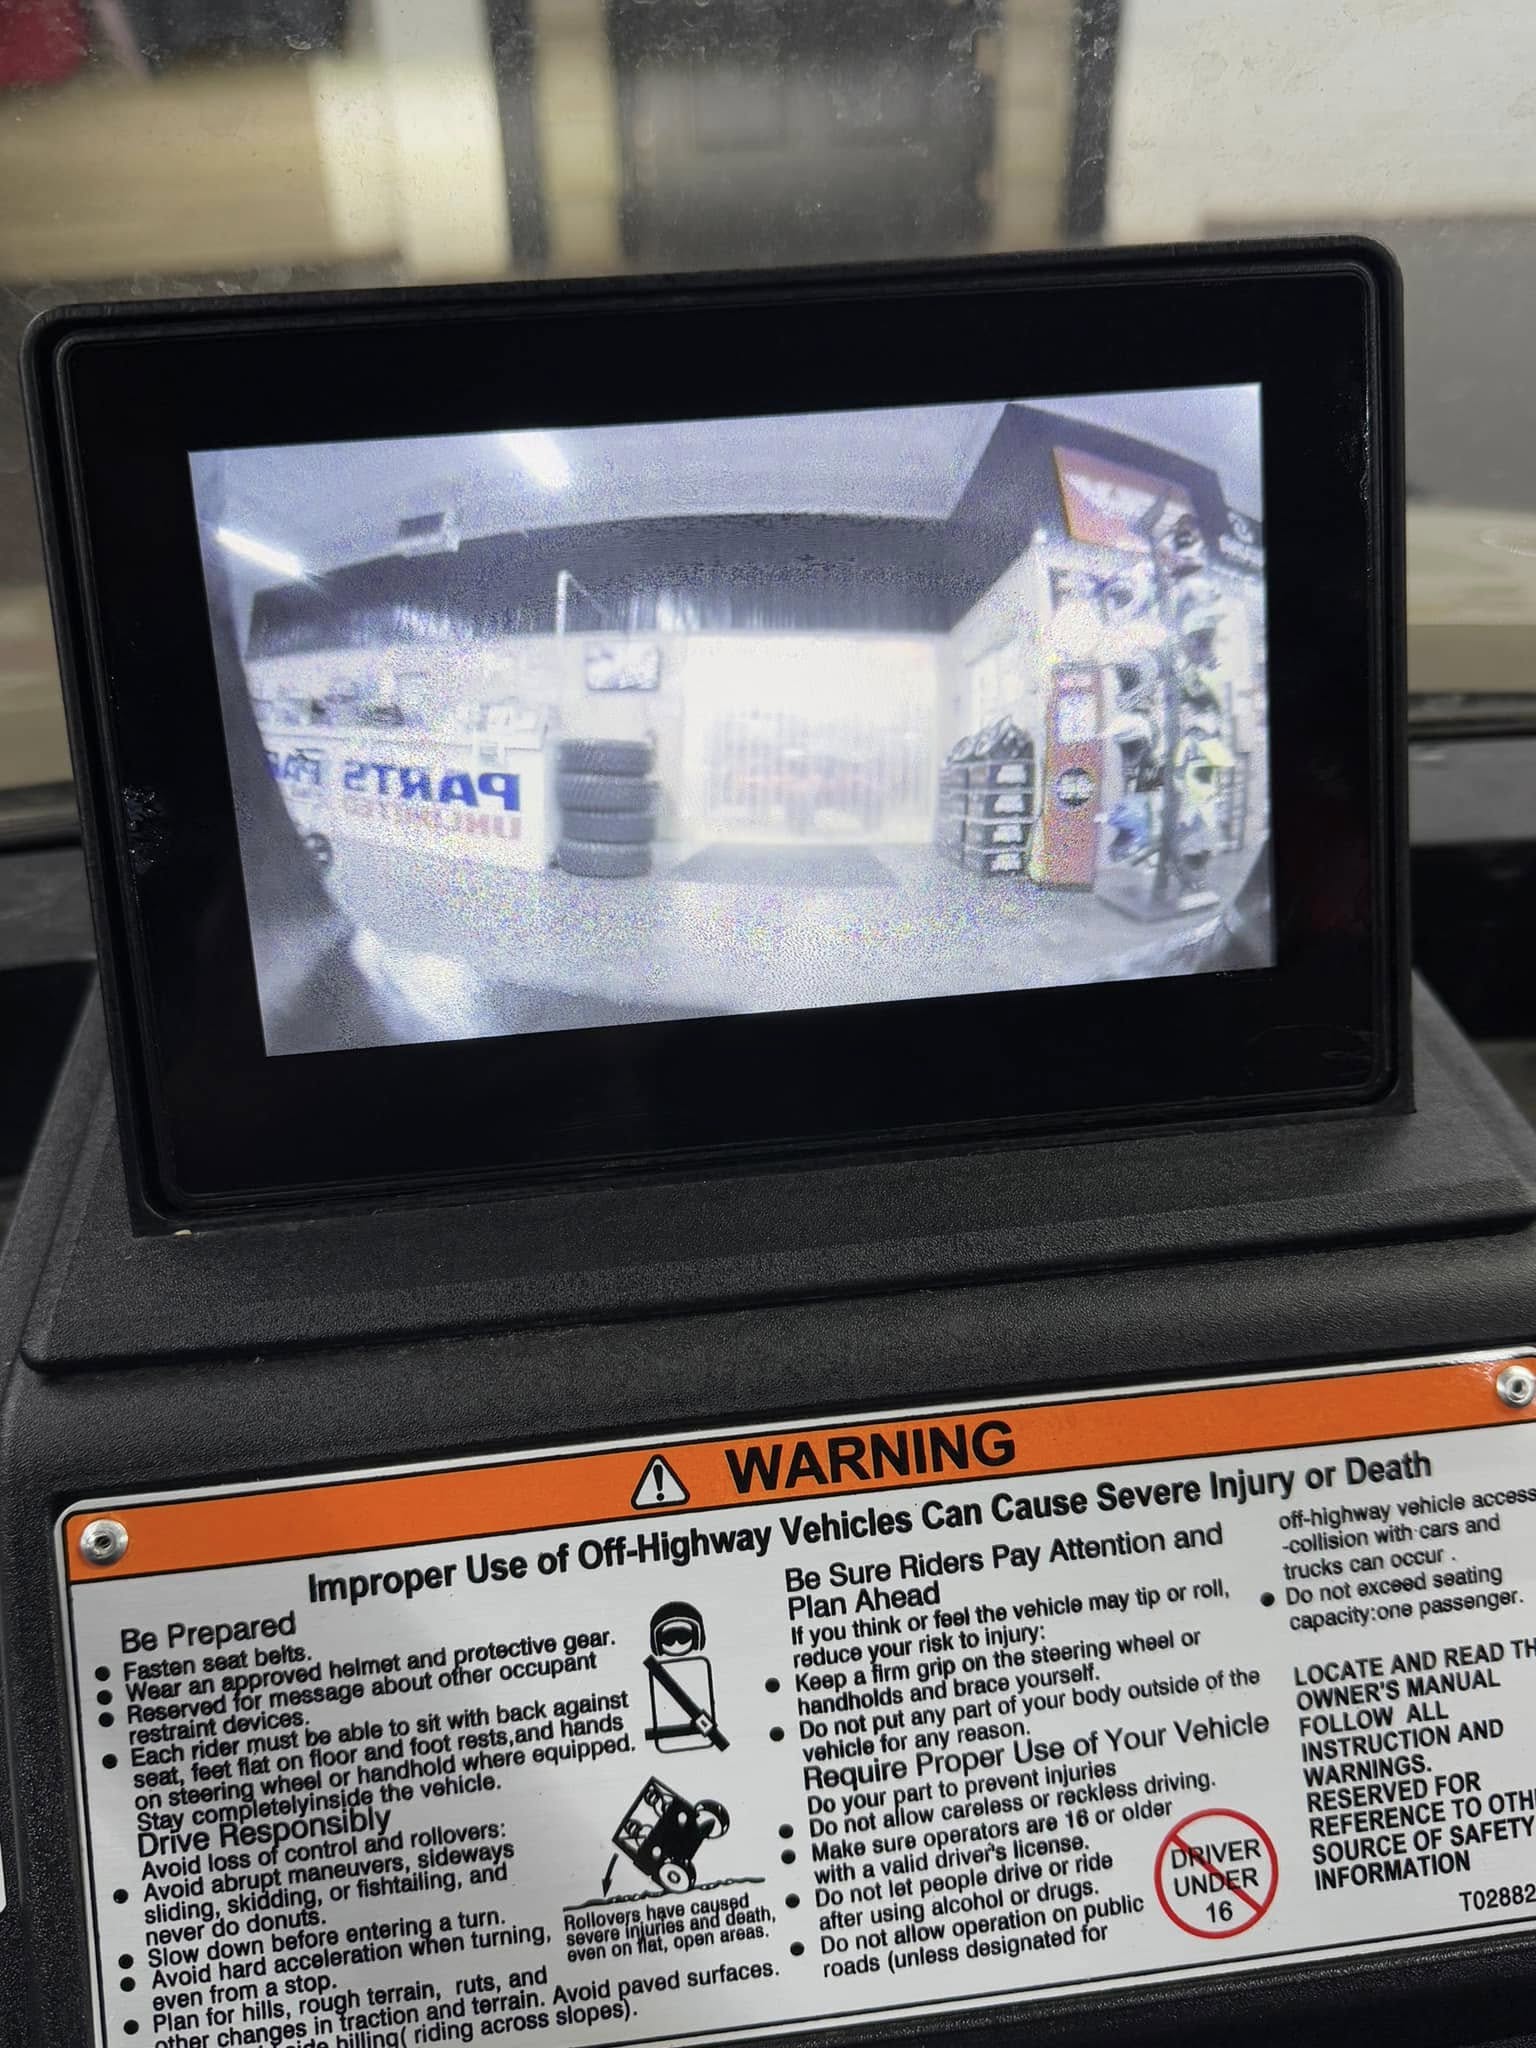 PARTS PAR
UNLIMITED
WARNING
Improper Use of Off-Highway Vehicles Can Cause Severe Injury or Death
Be Prepared
● Fasten seat belts.
● Wear an approved helmet and protective gear.
● Reserved for message about other occupant
restraint devices.
● Each rider must be able to sit with back against
seat, feet flat on floor and foot rests,and hands
on steering wheel or handhold where equipped.
Stay completelyinside the vehicle.
Drive Responsibly
Avoid loss of control and rollovers:
● Avoid abrupt maneuvers, sideways
sliding, skidding, or fishtailing, and
never do donuts.
● Slow down before entering a turn.
● Avoid hard acceleration when turning,
even from a stop.
● Plan for hills, rough terrain, ruts, and
other changes in traction and terrain. Avoid paved surfaces.
hilling( riding across slopes).
Rollovers have caused
severe injuries and death,
even on flat, open areas.
Be Sure Riders Pay Attention and
Plan Ahead
If you think or feel the vehicle may tip or roll,
reduce your risk to injury:
● Keep a firm grip on the steering wheel or
handholds and brace yourself.
● Do not put any part of your body outside of the
vehicle for any reason.
Require Proper Use of Your Vehicle
Do your part to prevent injuries
● Do not allow careless or reckless driving.
● Make sure operators are 16 or older
with a valid driver's license.
● Do not let people drive or ride
after using alcohol or drugs.
● Do not allow operation on public
roads (unless designated for
off-highway vehicle access
-collision with cars and
trucks can occur .
● Do not exceed seating
capacity:one passenger.
LOCATE AND READ TH
OWNER'S MANUAL
FOLLOW ALL
INSTRUCTION AND
WARNINGS.
RESERVED FOR
REFERENCE TO OTH
SOURCE OF SAFETY
INFORMATION
DRIVER
UNDER
16
T02882